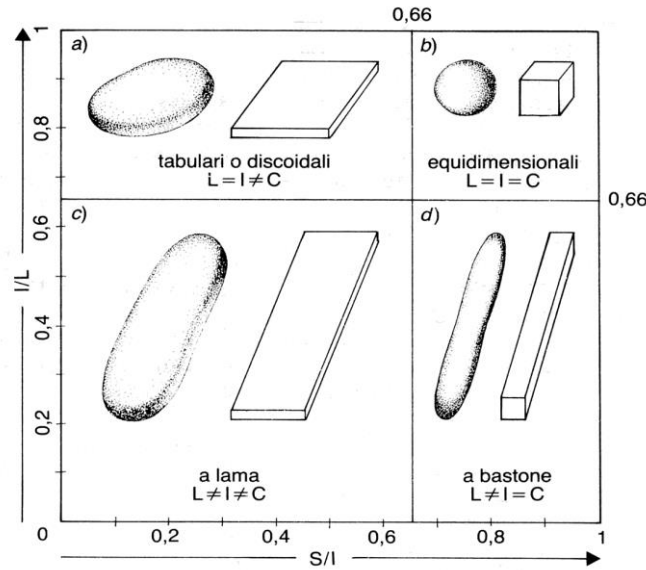 0,66
1
a)
b)
0,8
tabulari o discoidali
L = I ≠ C
equidimensionali
L = I = C
0,66
0,6
c)
d)
I/L
0,4
0,2
a lama
L ≠ I ≠ C
a bastone
L ≠ I = C
0
0,2
0,4
0,6
0,8
1
S/I